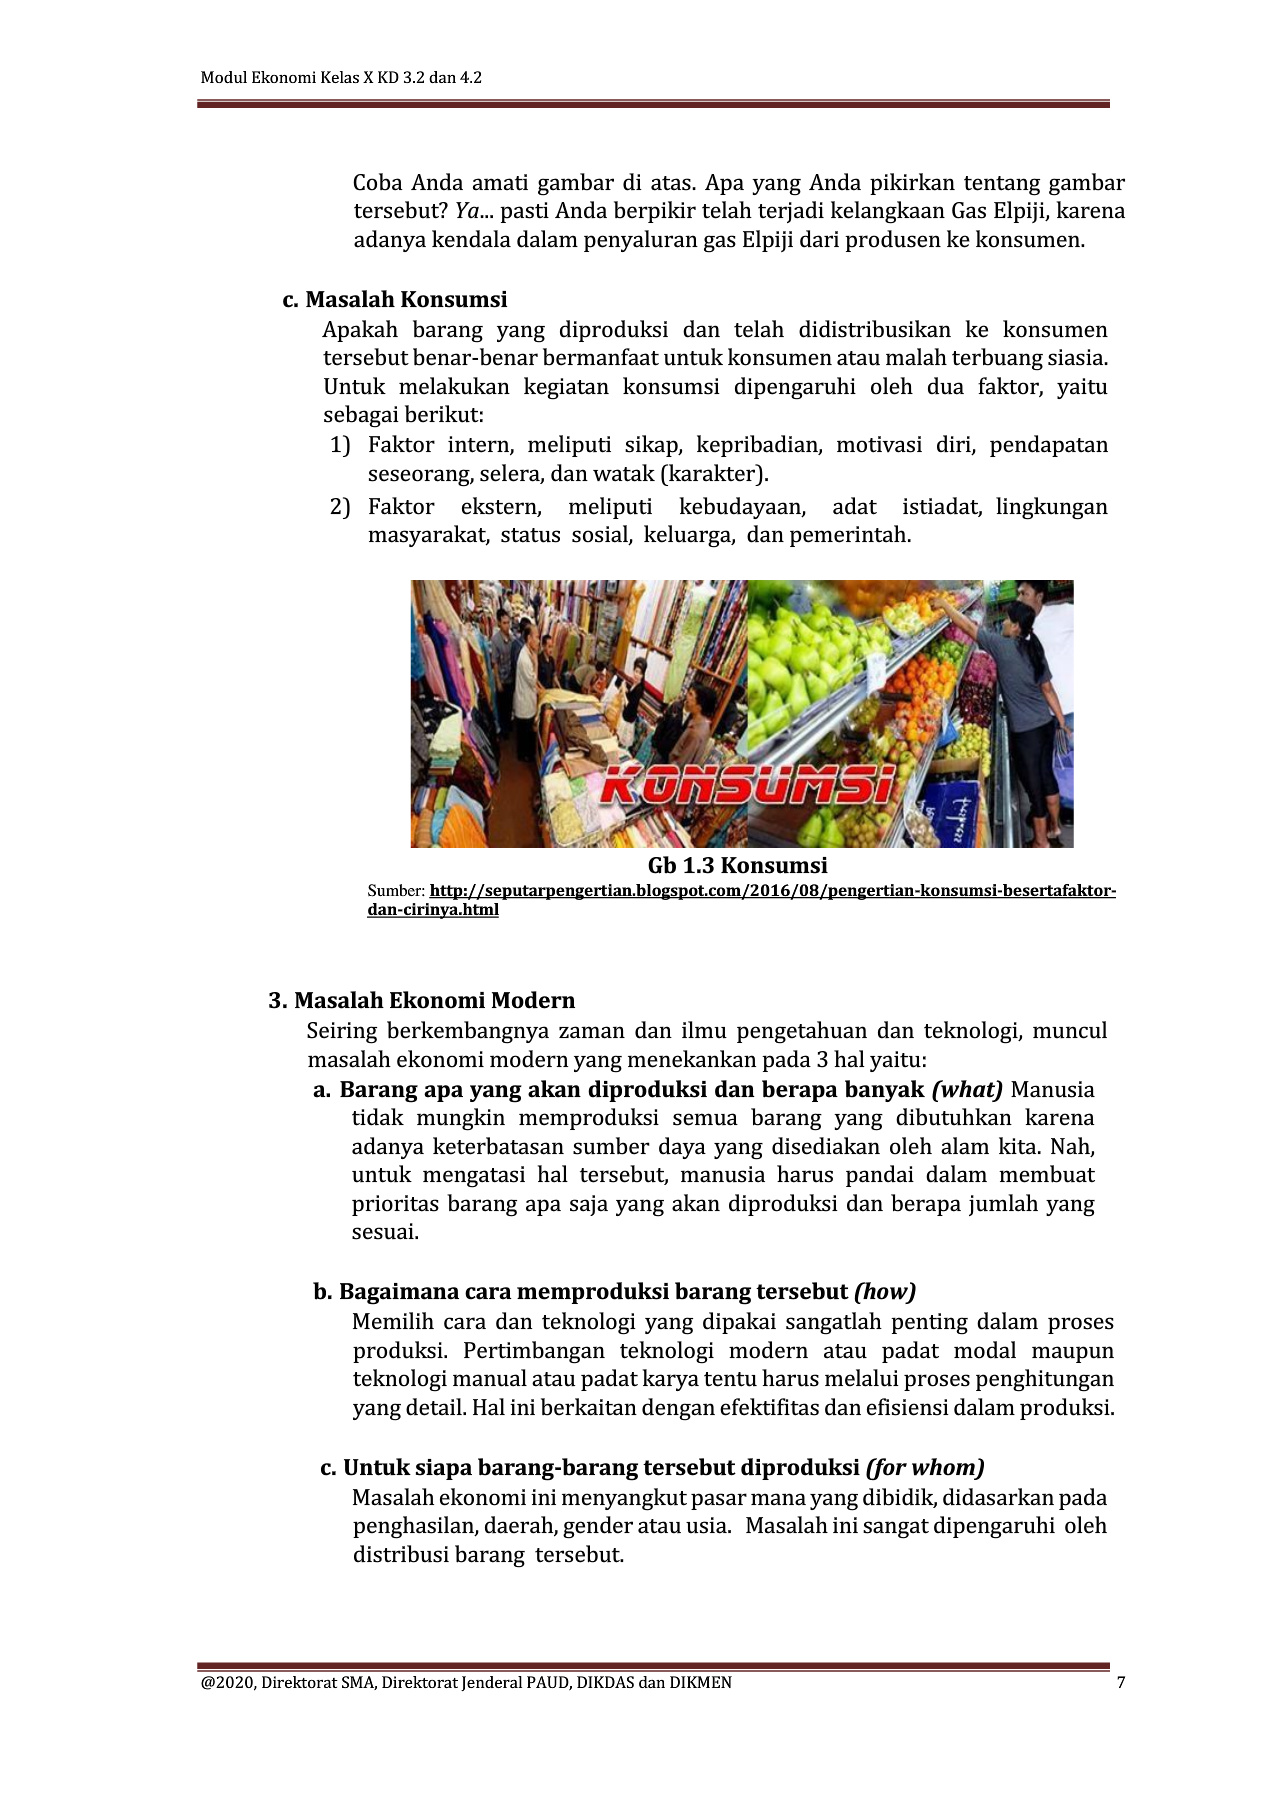 Modul Ekonomi Kelas X KD 3.2 dan 4.2
Coba Anda amati gambar di atas. Apa yang Anda pikirkan tentang gambar
tersebut? Ya... pasti Anda berpikir telah terjadi kelangkaan Gas Elpiji, karena
adanya kendala dalam penyaluran gas Elpiji dari produsen ke konsumen.
c. Masalah Konsumsi
Apakah barang yang diproduksi dan telah didistribusikan ke konsumen
tersebut benar-benar bermanfaat untuk konsumen atau malah terbuang siasia.
Untuk melakukan kegiatan konsumsi dipengaruhi oleh dua faktor, yaitu
sebagai berikut:
1) Faktor intern, meliputi sikap, kepribadian, motivasi diri, pendapatan
seseorang, selera, dan watak (karakter).
2) Faktor ekstern, meliputi kebudayaan, adat istiadat, lingkungan
masyarakat, status sosial, keluarga, dan pemerintah.
KONSUMSI
Gb 1.3 Konsumsi
Sumber: http://seputarpengertian.blogspot.com/2016/08/pengertian-konsumsi-besertafaktor-
dan-cirinya.html
3. Masalah Ekonomi Modern
Seiring berkembangnya zaman dan ilmu pengetahuan dan teknologi, muncul
masalah ekonomi modern yang menekankan pada 3 hal yaitu:
a. Barang apa yang akan diproduksi dan berapa banyak (what) Manusia
tidak mungkin memproduksi semua barang yang dibutuhkan karena
adanya keterbatasan sumber daya yang disediakan oleh alam kita. Nah,
untuk mengatasi hal tersebut, manusia harus pandai dalam membuat
prioritas barang apa saja yang akan diproduksi dan berapa jumlah yang
sesuai.
b. Bagaimana cara memproduksi barang tersebut (how)
Memilih cara dan teknologi yang dipakai sangatlah penting dalam proses
produksi. Pertimbangan teknologi modern atau padat modal maupun
teknologi manual atau padat karya tentu harus melalui proses penghitungan
yang detail. Hal ini berkaitan dengan efektifitas dan efisiensi dalam produksi.
c. Untuk siapa barang-barang tersebut diproduksi (for whom)
Masalah ekonomi ini menyangkut pasar mana yang dibidik, didasarkan pada
penghasilan, daerah, gender atau usia. Masalah ini sangat dipengaruhi oleh
distribusi barang tersebut.
@2020, Direktorat SMA, Direktorat Jenderal PAUD, DIKDAS dan DIKMEN 7